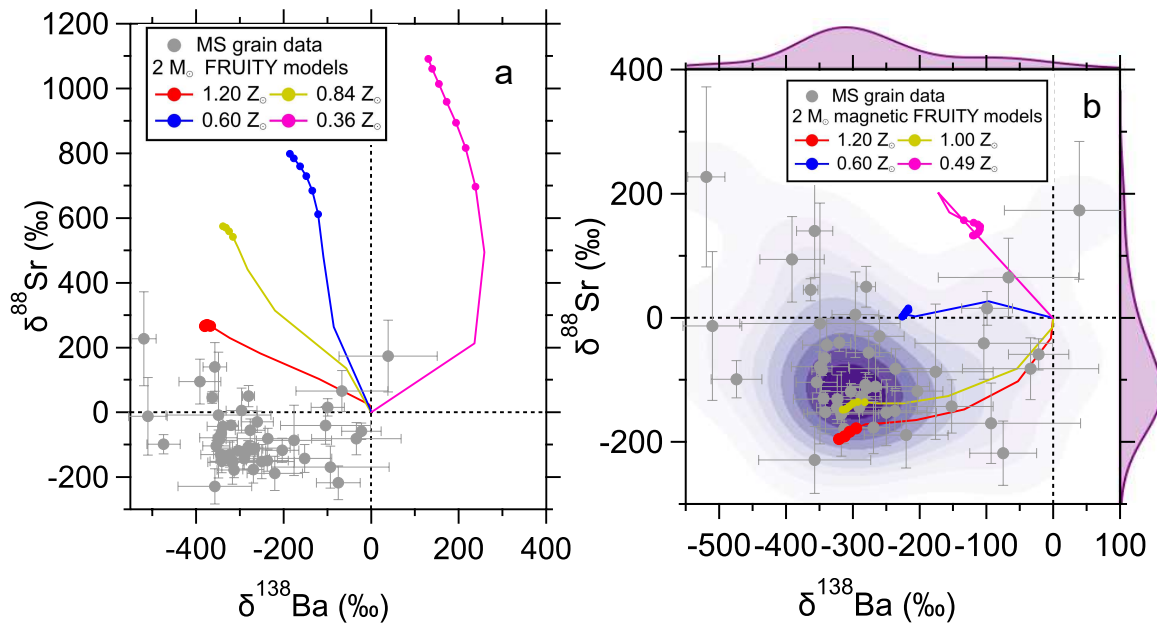 1200
1000
800
600
400
200
0
-200
δ⁸⁸Sr (‰)
a
MS grain data
2 M☉ FRUITY models
1.20 Z☉ 0.84 Z☉
0.60 Z☉ 0.36 Z☉
-400 -200 0 200 400
δ¹³⁸Ba (‰)
400
200
0
-200
δ⁸⁸Sr (‰)
b
MS grain data
2 M☉ magnetic FRUITY models
1.20 Z☉ 1.00 Z☉
0.60 Z☉ 0.49 Z☉
-500 -400 -300 -200 -100 0 100
δ¹³⁸Ba (‰)